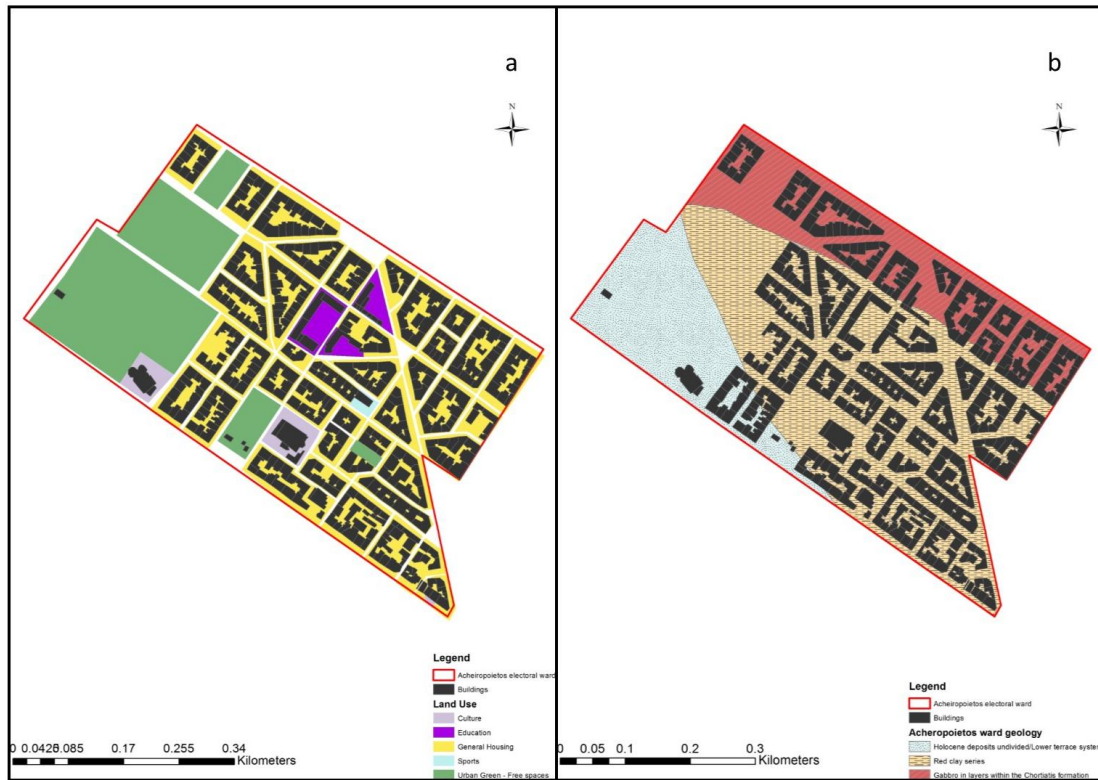 a
N
Legend
Acheiropoietos electoral ward
Buildings
Land Use
Culture
Education
General Housing
Sports
Urban Green - Free spaces
0 0.0425 0.085 0.17 0.255 0.34
Kilometers
b
N
Legend
Acheiropoietos electoral ward
Buildings
Acheropoietos ward geology
Holocene deposits undivided/Lower terrace system
Red clay series
Gabbro in layers within the Chortiatis formation
0 0.05 0.1 0.2 0.3
Kilometers